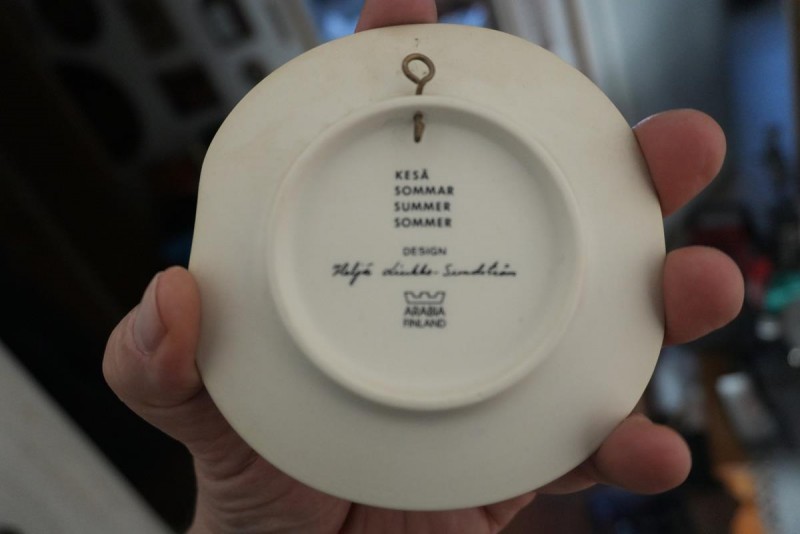 KESÄ
SOMMAR
SUMMER
SOMMER
DESIGN
Heljä Liukko-Sundström
ARABIA
FINLAND